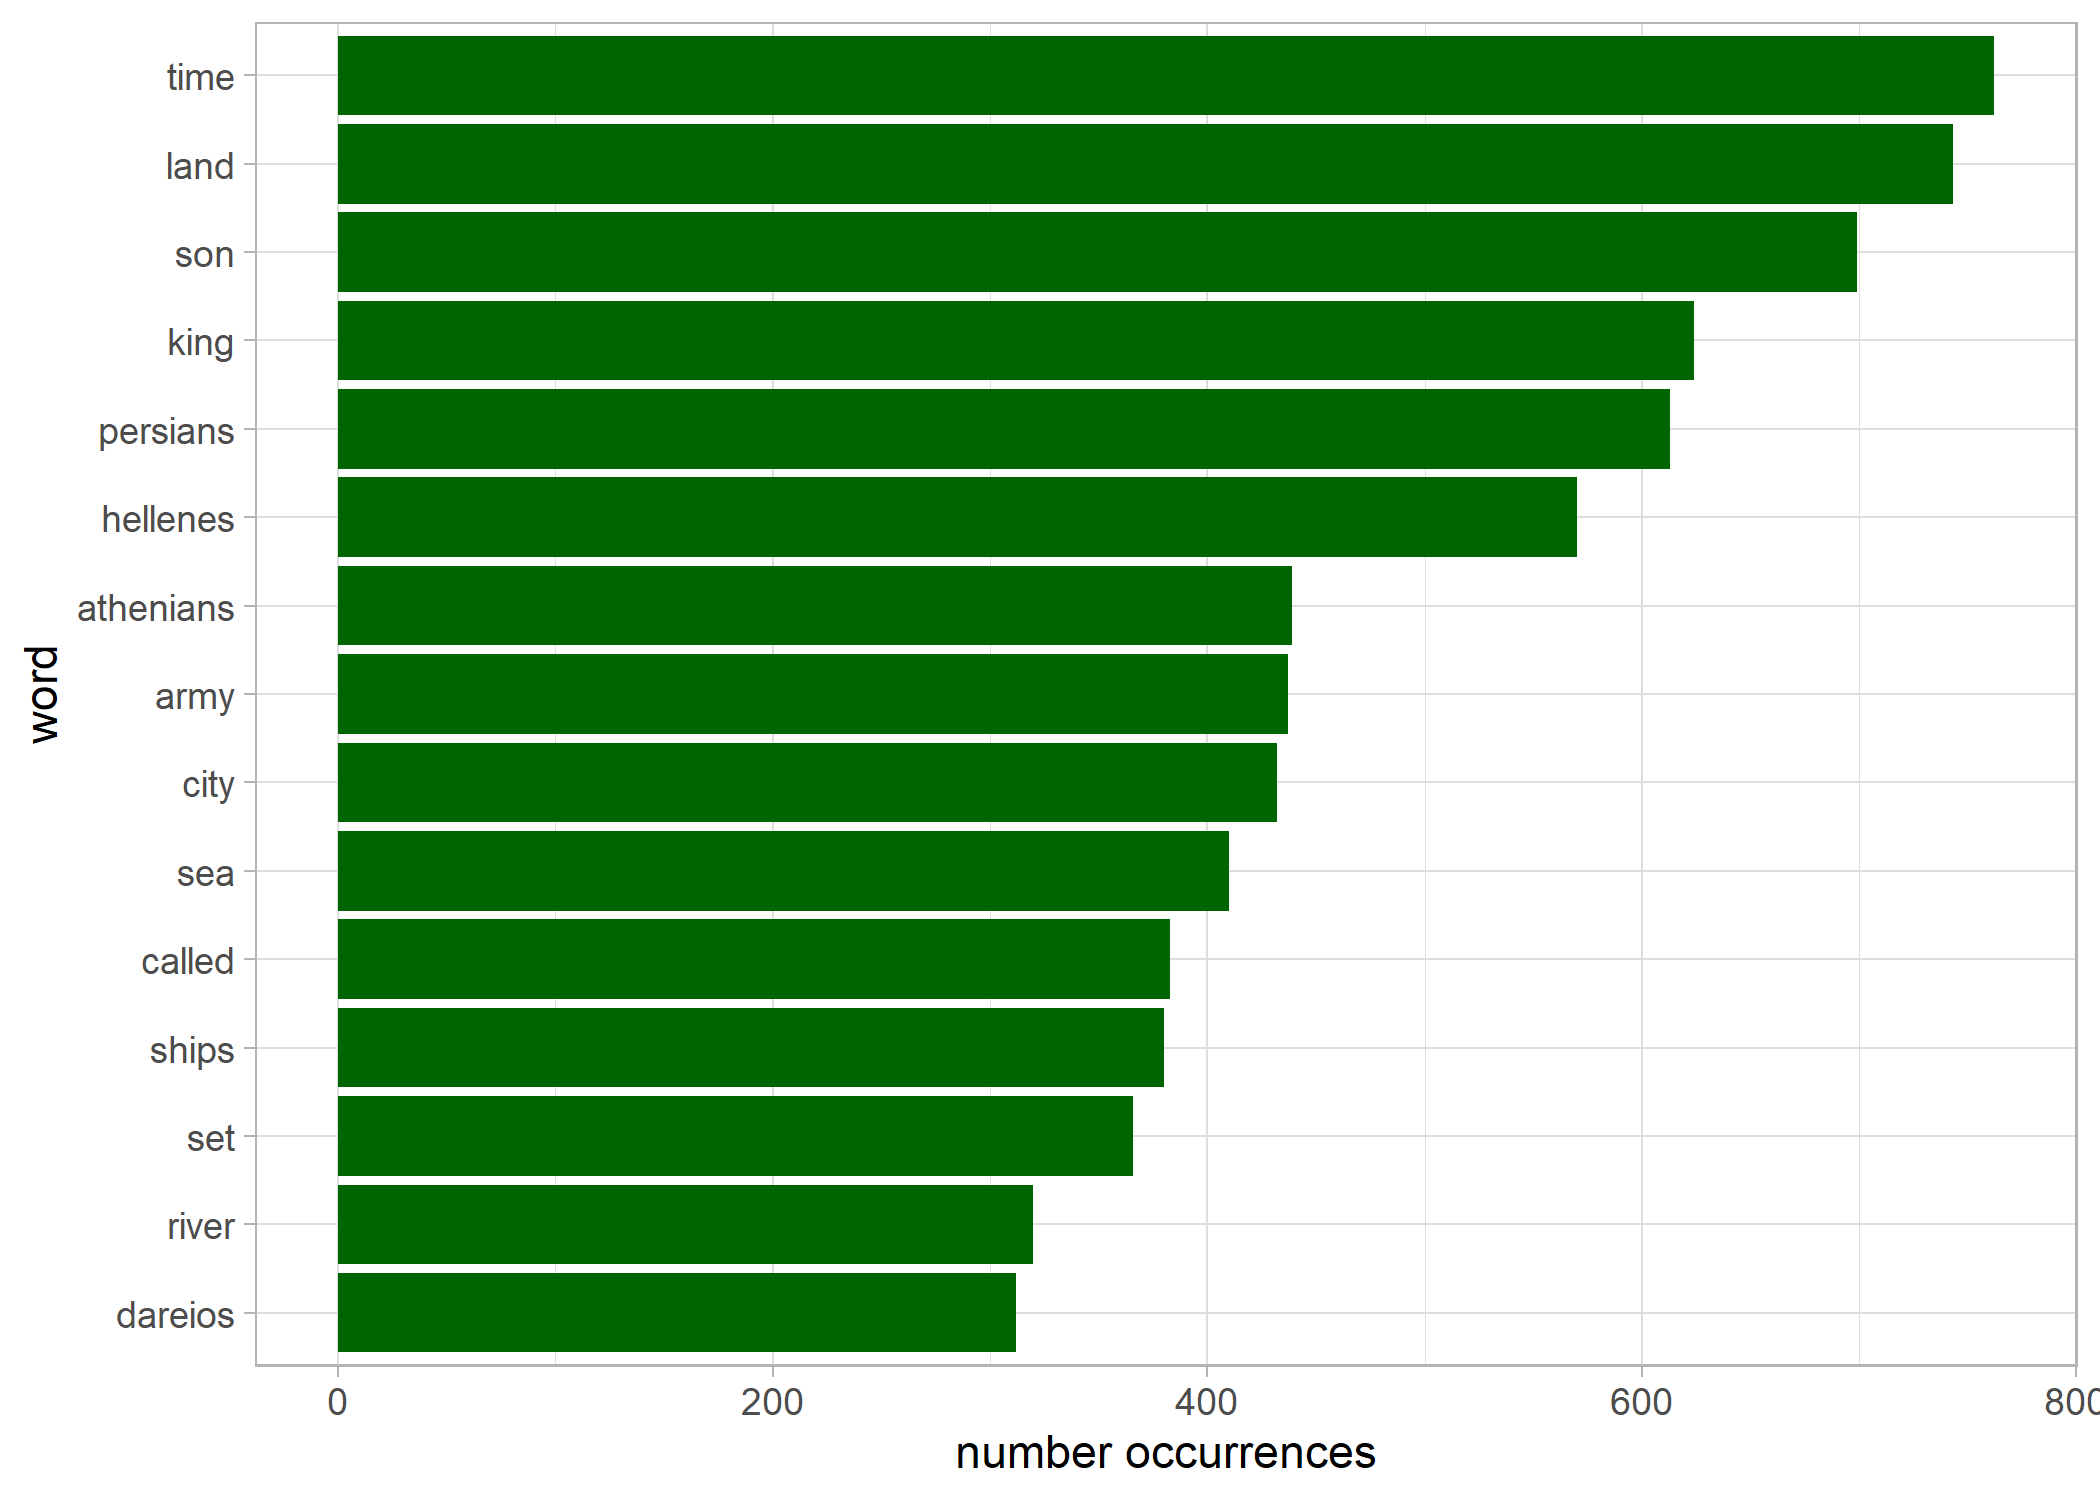 time
land
son
king
persians
hellenes
athenians
army
city
sea
called
ships
set
river
dareios
word
0 200 400 600 800
number occurrences